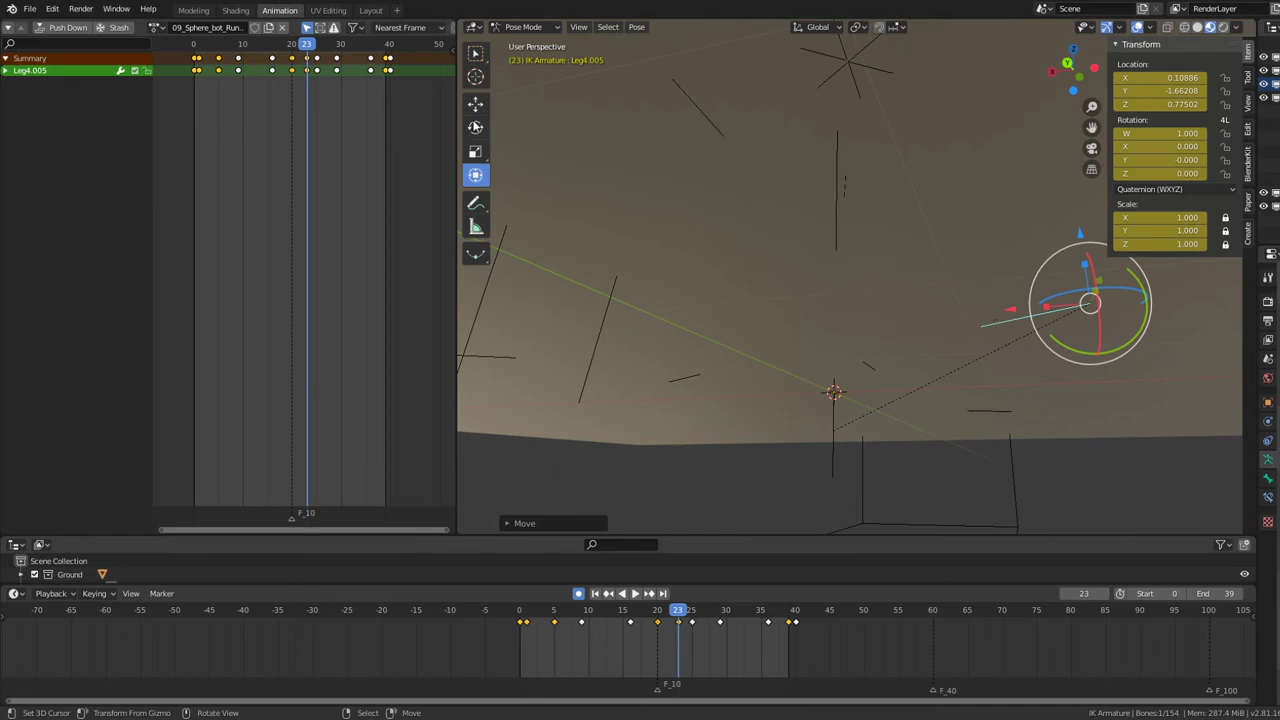 File Edit Render Window Help Modeling Shading Animation UV Editing Layout Scene RenderLayer
Push Down Stash 09_Sphere_bot_Run... Nearest Frame Pose Mode View Select Pose Global
0 10 20 23 30 40 50
Summary
Leg4.005
F_10
User Perspective
(23) IK Armature : Leg4.005
Move
Transform
Location:
X 0.10886
Y -1.66208
Z 0.77502
Rotation: 4L
W 1.000
X 0.000
Y -0.000
Z 0.000
Quaternion (WXYZ)
Scale:
X 1.000
Y 1.000
Z 1.000
Item
Tool
View
BlenderKit
Paper
Create
Z
Y
X
Scene Collection
Ground
Playback Keying View Marker 23 Start 0 End 39
-70 -65 -60 -55 -50 -45 -40 -35 -30 -25 -20 -15 -10 -5 0 5 10 15 20 23 25 30 35 40 45 50 55 60 65 70 75 80 85 90 95 100 105
F_10 F_40 F_100
Set 3D Cursor Transform From Gizmo Rotate View Select Move IK Armature | Bones:1/154 | Mem: 287.4 MiB | v2.81.16